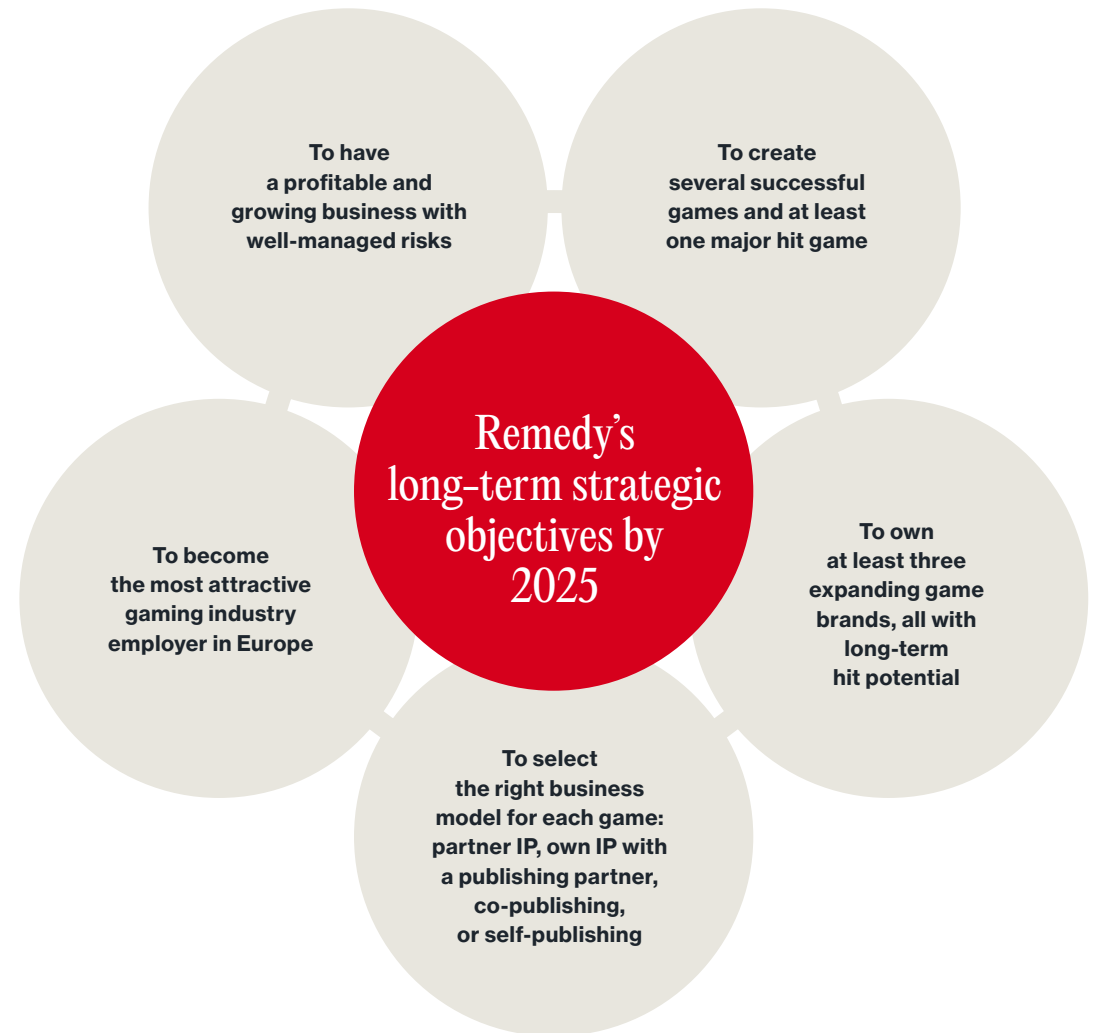 To have
a profitable and
growing business with
well-managed risks
To create
several successful
games and at least
one major hit game
Remedy’s
long-term strategic
objectives by
2025
To become
the most attractive
gaming industry
employer in Europe
To own
at least three
expanding game
brands, all with
long-term
hit potential
To select
the right business
model for each game:
partner IP, own IP with
a publishing partner,
co-publishing,
or self-publishing